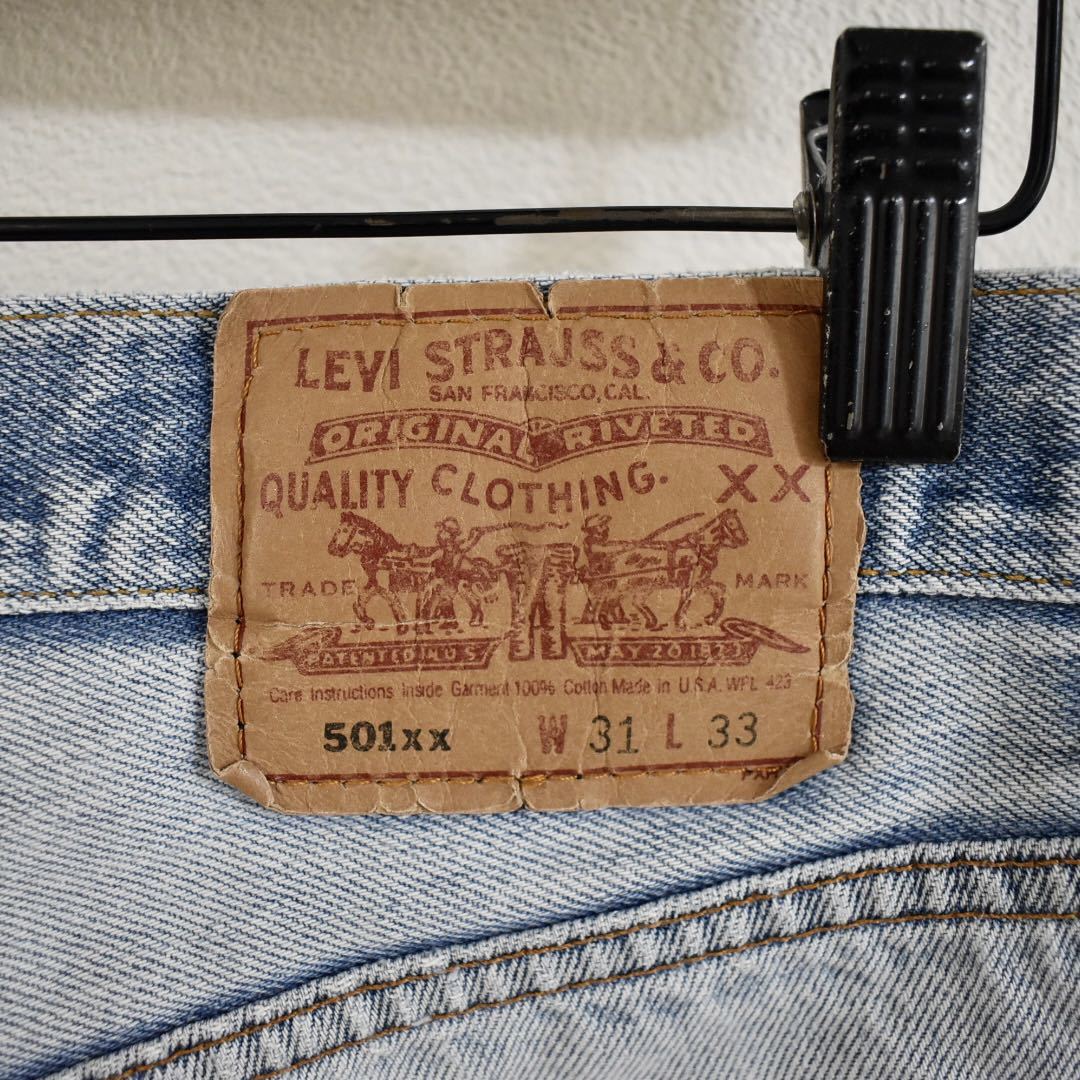 LEVI STRAUSS & CO.
SAN FRANCISCO, CAL.
ORIGINAL RIVETED
QUALITY CLOTHING. XX
TRADE MARK
PATENTED IN U.S. MAY 20 1873
Care Instructions Inside Garment 100% Cotton Made in U.S.A. WPL 423
501xx W 31 L 33